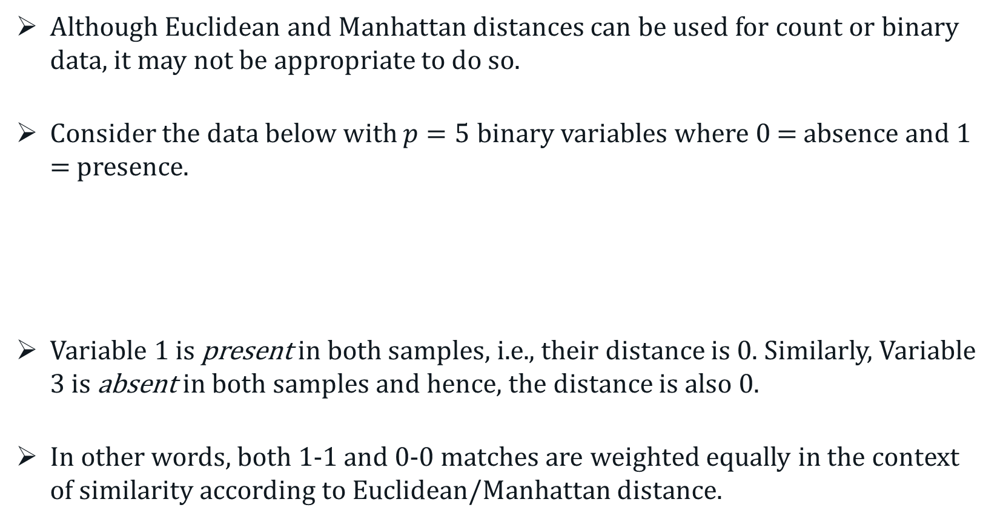 ➢ Although Euclidean and Manhattan distances can be used for count or binary
data, it may not be appropriate to do so.
➢ Consider the data below with p = 5 binary variables where 0 = absence and 1
= presence.
➢ Variable 1 is present in both samples, i.e., their distance is 0. Similarly, Variable
3 is absent in both samples and hence, the distance is also 0.
➢ In other words, both 1-1 and 0-0 matches are weighted equally in the context
of similarity according to Euclidean/Manhattan distance.